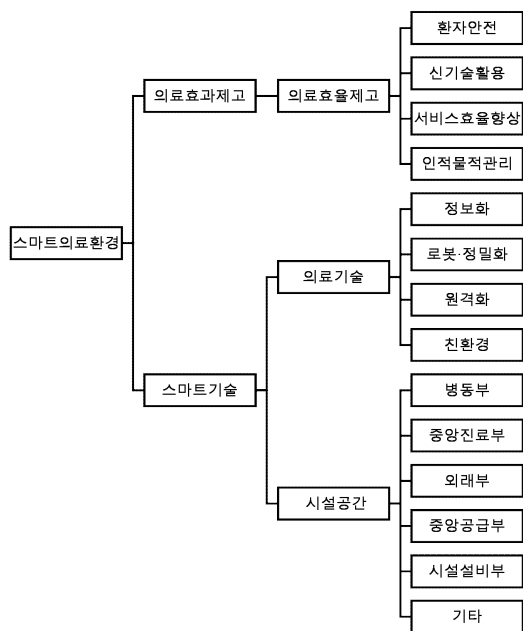 스마트의료환경
의료효과제고
의료효율제고
환자안전
신기술활용
서비스효율향상
인적물적관리
스마트기술
의료기술
정보화
로봇·정밀화
원격화
친환경
시설공간
병동부
중앙진료부
외래부
중앙공급부
시설설비부
기타